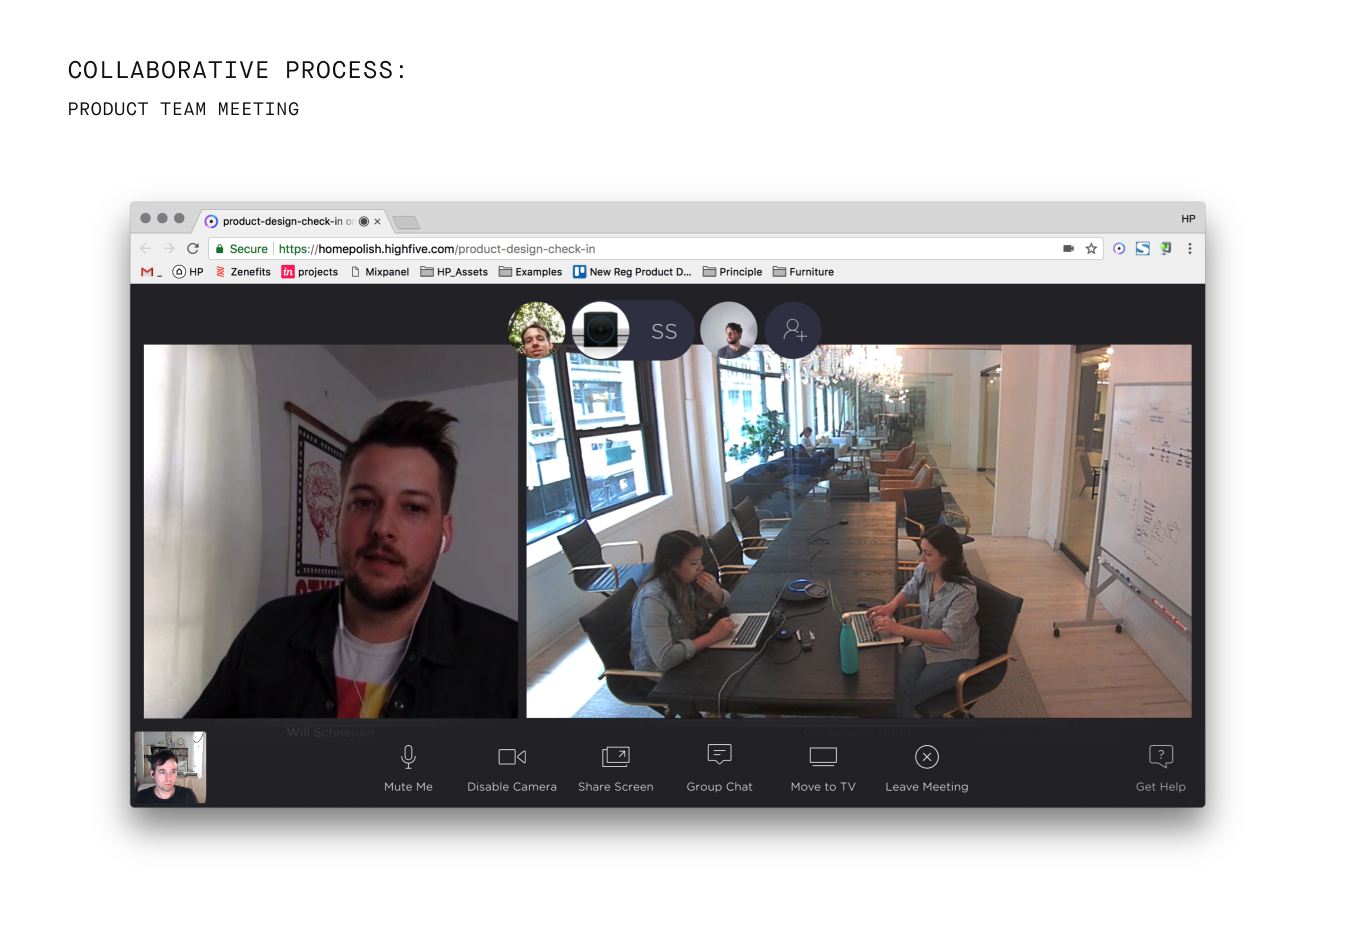 COLLABORATIVE PROCESS:
PRODUCT TEAM MEETING
product-design-check-in
HP
Secure https://homepolish.highfive.com/product-design-check-in
HP Zenefits in projects Mixpanel HP_Assets Examples New Reg Product D... Principle Furniture
SS
Will Schneider
Mute Me Disable Camera Share Screen Group Chat Move to TV Leave Meeting Get Help